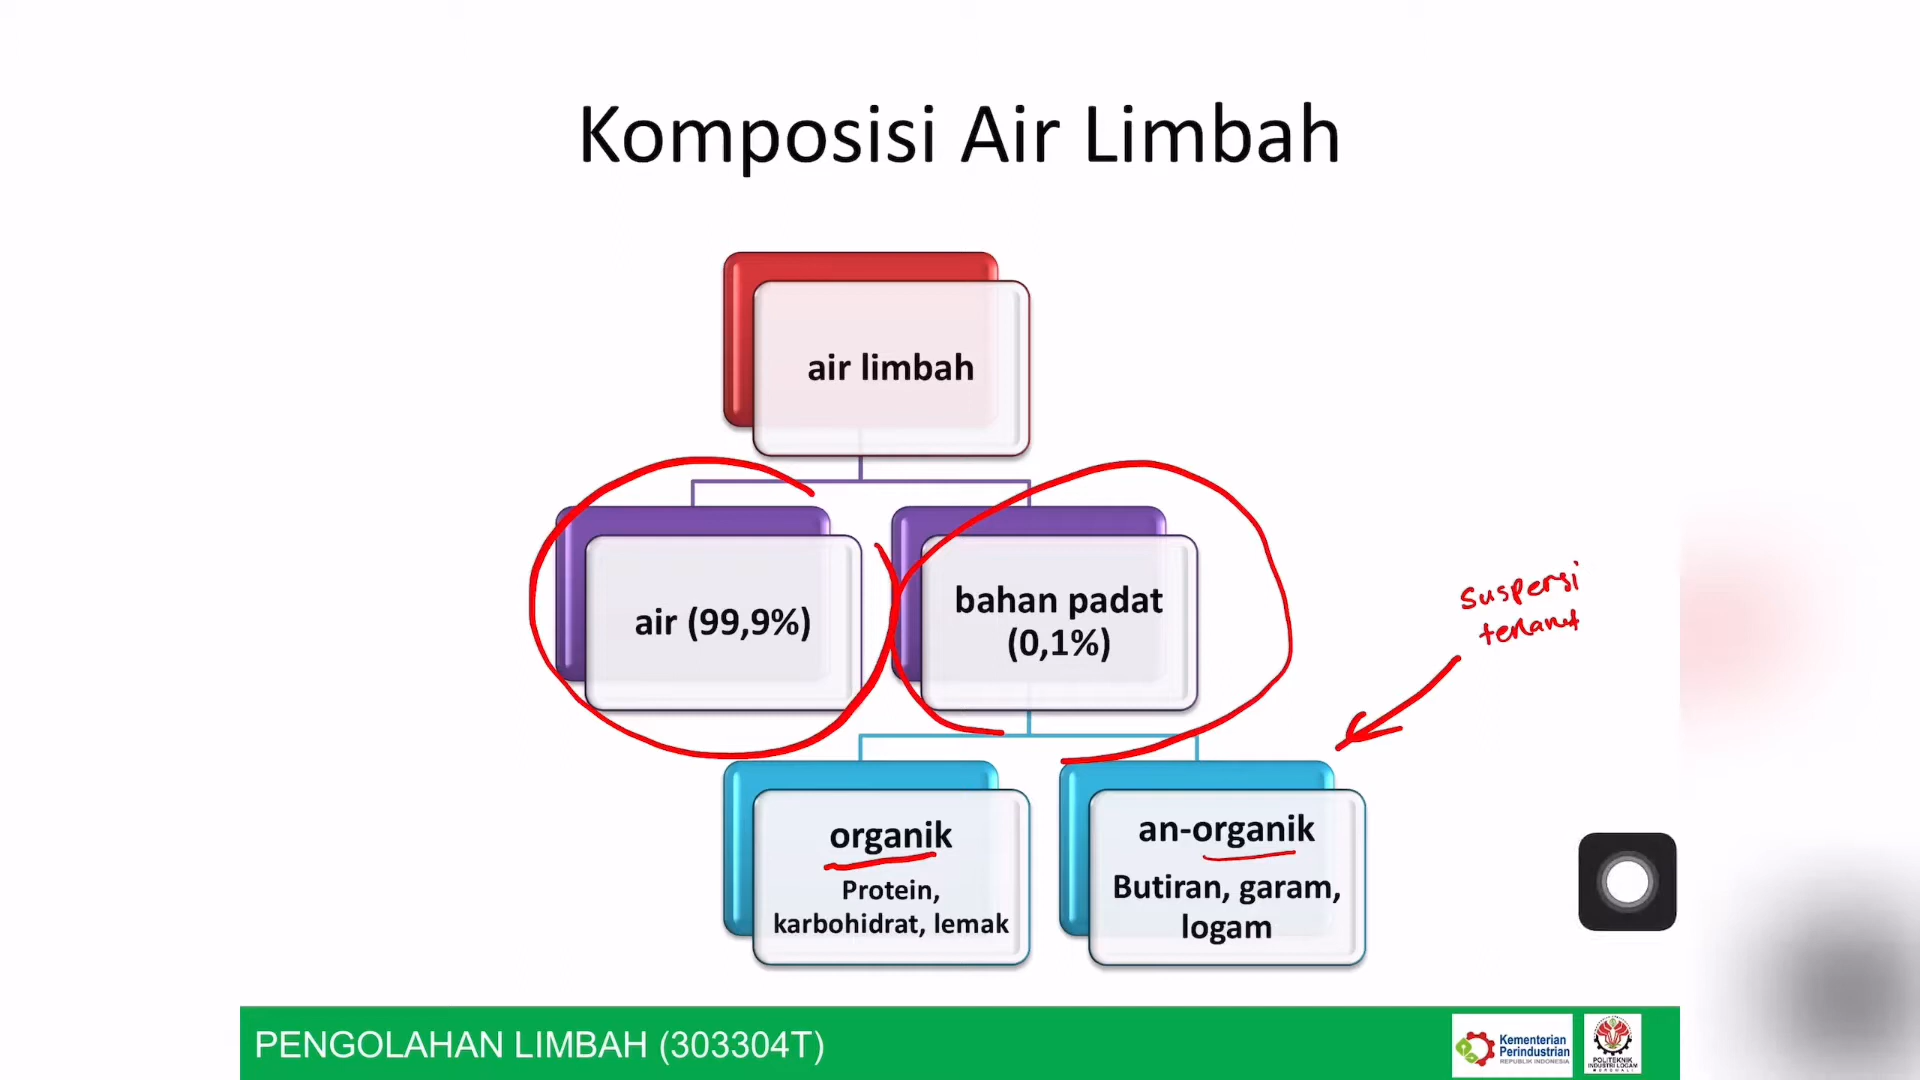 Komposisi Air Limbah
air limbah
air (99,9%)
bahan padat
(0,1%)
suspensi
terlarut
organik
Protein,
karbohidrat, lemak
an-organik
Butiran, garam,
logam
PENGOLAHAN LIMBAH (303304T)
Kementerian
Perindustrian
REPUBLIK INDONESIA
POLITEKNIK
INDUSTRI LOGAM
MOROWALI